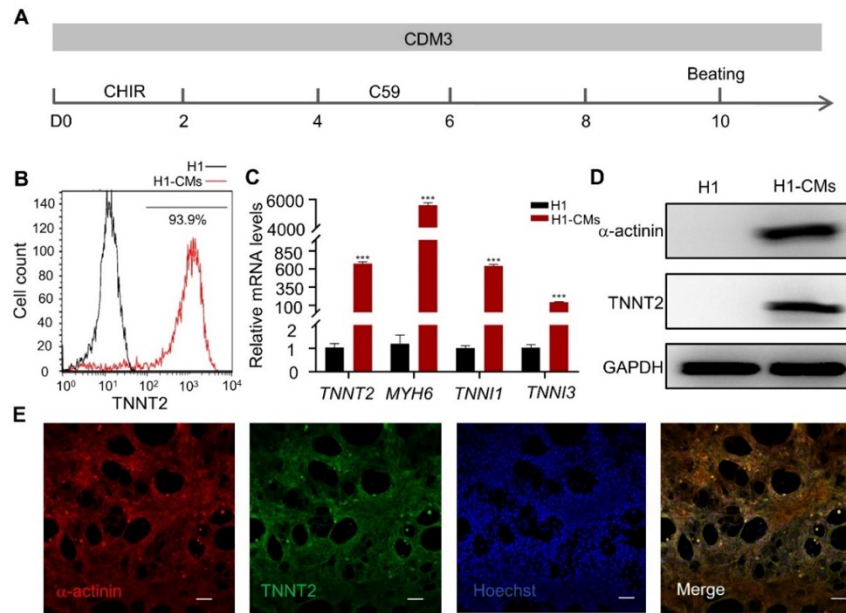 A
CDM3
CHIR
C59
Beating
D0
2
4
6
8
10
B
H1
H1-CMs
93.9%
140
120
100
80
60
40
20
0
Cell count
10⁰
10¹
10²
10³
10⁴
TNNT2
C
H1
H1-CMs
6000
4000
850
600
350
100
2
1
0
Relative mRNA levels
***
***
***
***
TNNT2
MYH6
TNNI1
TNNI3
D
H1
H1-CMs
α-actinin
TNNT2
GAPDH
E
α-actinin
TNNT2
Hoechst
Merge